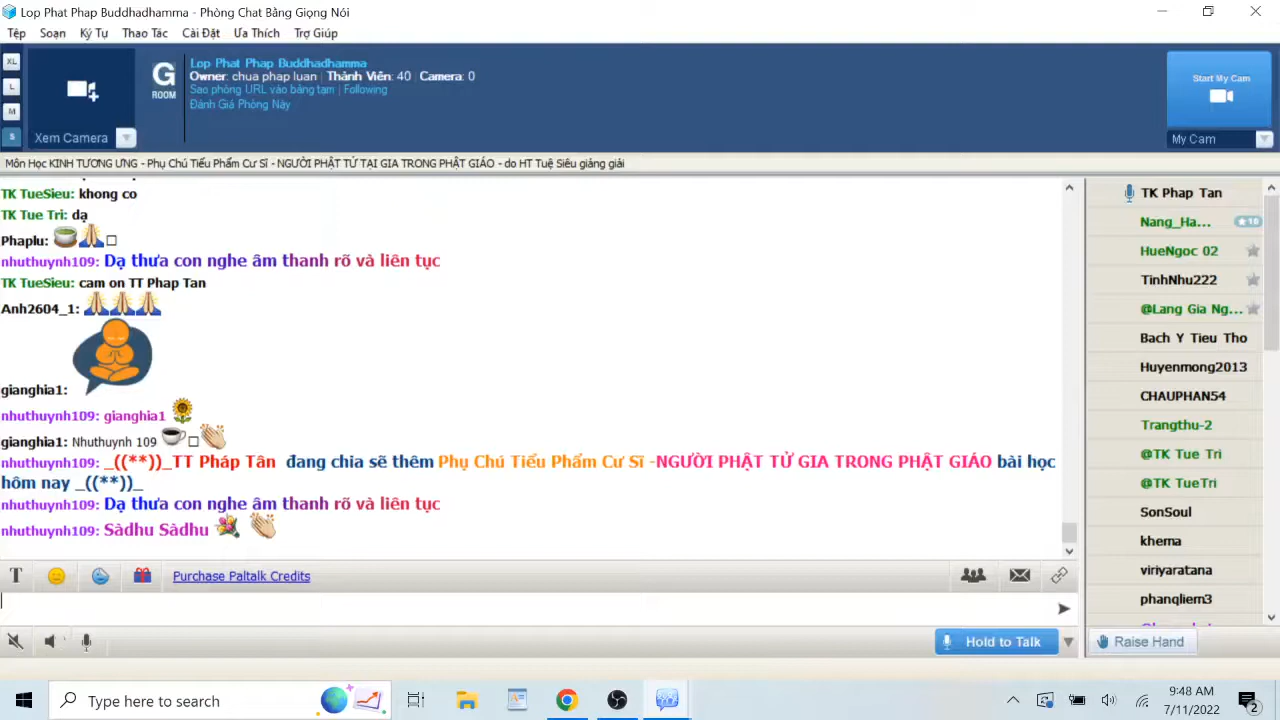 Lop Phat Phap Buddhadhamma - Phòng Chat Bằng Giọng Nói
Tệp Soạn Ký Tự Thao Tác Cài Đặt Ưa Thích Trợ Giúp
XL
L
M
S
Xem Camera
G
ROOM
Lop Phat Phap Buddhadhamma
Owner: chua phap luan | Thành Viên: 40 | Camera: 0
Sao phòng URL vào bảng tạm | Following
Đánh Giá Phòng Này
Start My Cam
My Cam
Môn Học KINH TƯƠNG ƯNG - Phụ Chú Tiểu Phẩm Cư Sĩ - NGƯỜI PHẬT TỬ TẠI GIA TRONG PHẬT GIÁO - do HT Tuệ Siêu giảng giải
TK TueSieu: khong co
TK Tue Tri: dạ
Phaplu:
nhuthuynh109: Dạ thưa con nghe âm thanh rõ và liên tục
TK TueSieu: cam on TT Phap Tan
Anh2604_1:
gianghia1:
nhuthuynh109: gianghia1
gianghia1: Nhuthuynh 109
nhuthuynh109: _((**))_TT Pháp Tân đang chia sẽ thêm Phụ Chú Tiểu Phẩm Cư Sĩ -NGƯỜI PHẬT TỬ GIA TRONG PHẬT GIÁO bài học
hôm nay _((**))_
nhuthuynh109: Dạ thưa con nghe âm thanh rõ và liên tục
nhuthuynh109: Sàdhu Sàdhu
TK Phap Tan
Nang_Ha... 10
HueNgoc 02
TinhNhu222
@Lang Gia Ng...
Bach Y Tieu Tho
Huyenmong2013
CHAUPHAN54
Trangthu-2
@TK Tue Tri
@TK TueTri
SonSoul
khema
viriyaratana
phanqliem3
T Purchase Paltalk Credits
Hold to Talk
Raise Hand
Type here to search
9:48 AM
7/11/2022
2